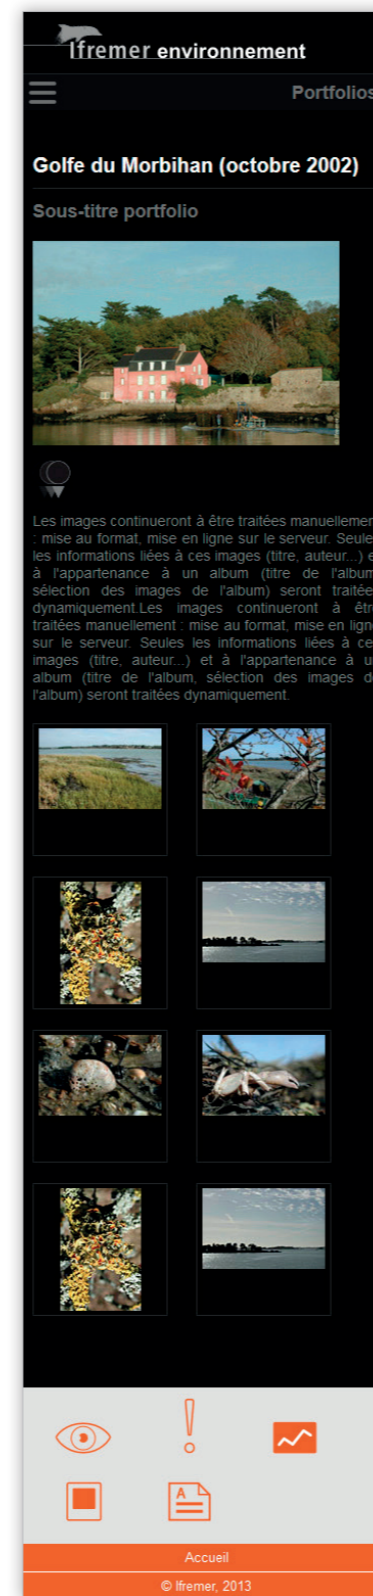 Ifremer environnement
Portfolios
Golfe du Morbihan (octobre 2002)
Sous-titre portfolio
Les images continueront à être traitées manuellemen
: mise au format, mise en ligne sur le serveur. Seules
les informations liées à ces images (titre, auteur...) e
à l'appartenance à un album (titre de l'album
sélection des images de l'album) seront traitée
dynamiquement.Les images continueront à être
traitées manuellement : mise au format, mise en ligne
sur le serveur. Seules les informations liées à ce
images (titre, auteur...) et à l'appartenance à u
album (titre de l'album, sélection des images de
l'album) seront traitées dynamiquement.
A
Accueil
© Ifremer, 2013